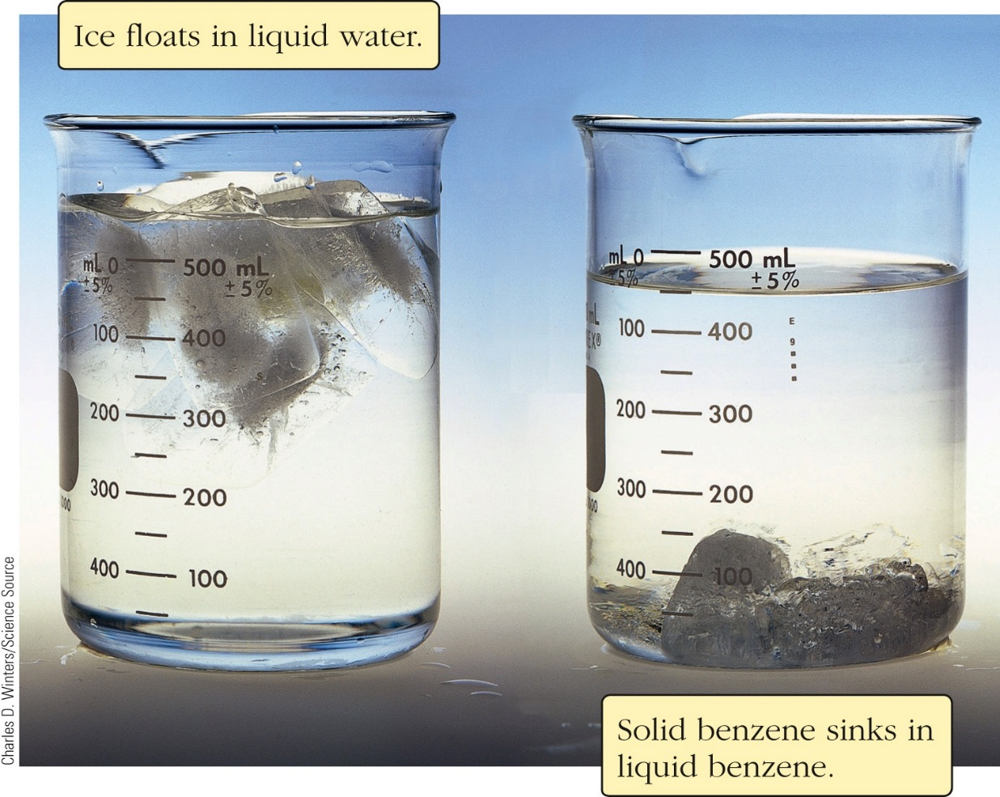 Ice floats in liquid water.
mL 0 500 mL
±5% ±5%
100 400
200 300
300 200
400 100
mL 0 500 mL
±5%
100 400
200 300
300 200
400 100
Solid benzene sinks in
liquid benzene.
Charles D. Winters/Science Source